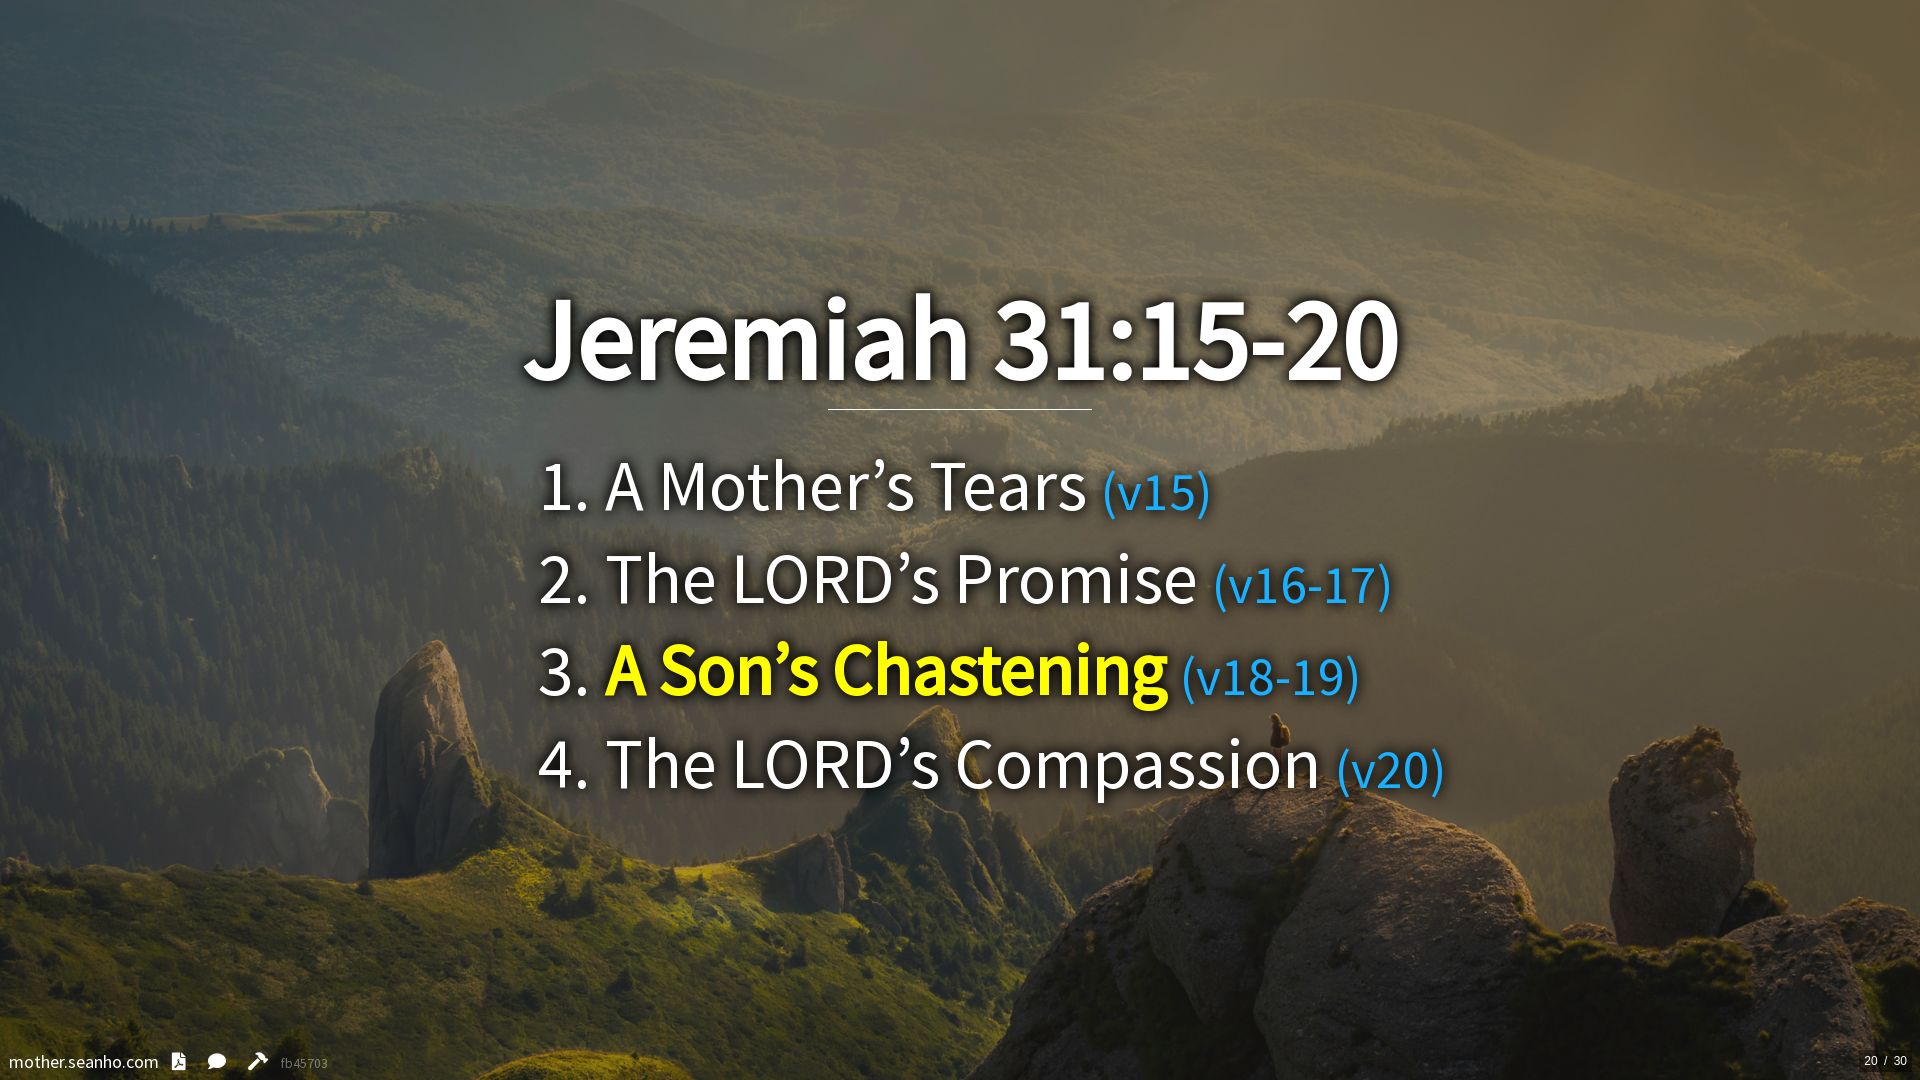 Jeremiah 31:15-20
1. A Mother’s Tears (v15)
2. The LORD’s Promise (v16-17)
3. A Son’s Chastening (v18-19)
4. The LORD’s Compassion (v20)
mother.seanho.com fb45703
20 / 30